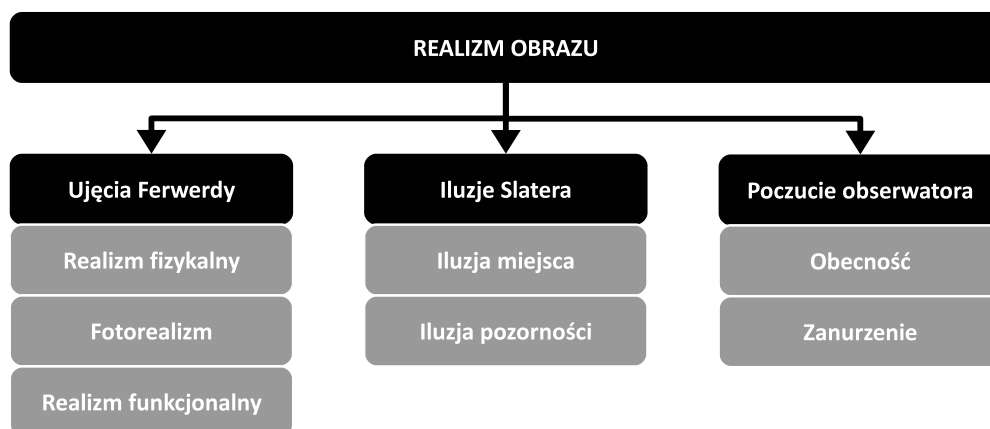 REALIZM OBRAZU
Ujęcia Ferwerdy
Realizm fizykalny
Fotorealizm
Realizm funkcjonalny
Iluzje Slatera
Iluzja miejsca
Iluzja pozorności
Poczucie obserwatora
Obecność
Zanurzenie